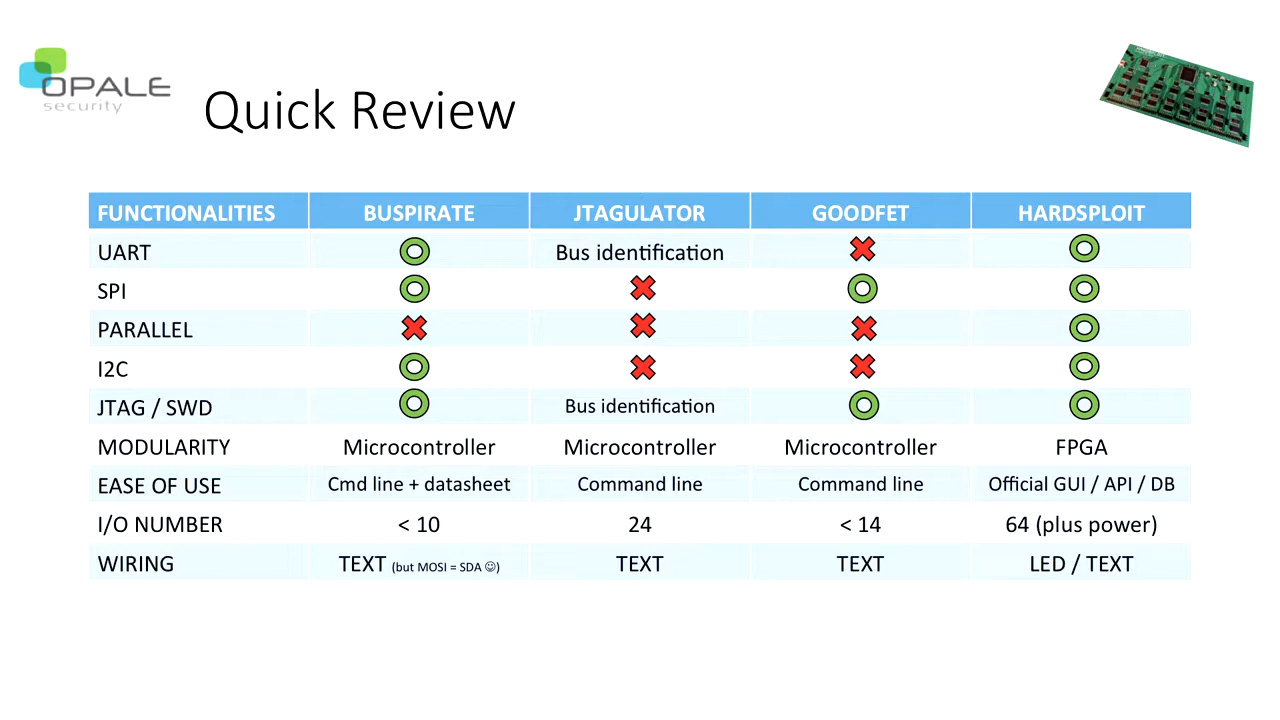 OPALE
security
Quick Review
FUNCTIONALITIES BUSPIRATE JTAGULATOR GOODFET HARDSPLOIT
UART Bus identification
SPI
PARALLEL
I2C
JTAG / SWD Bus identification
MODULARITY Microcontroller Microcontroller Microcontroller FPGA
EASE OF USE Cmd line + datasheet Command line Command line Official GUI / API / DB
I/O NUMBER < 10 24 < 14 64 (plus power)
WIRING TEXT (but MOSI = SDA ☺) TEXT TEXT LED / TEXT